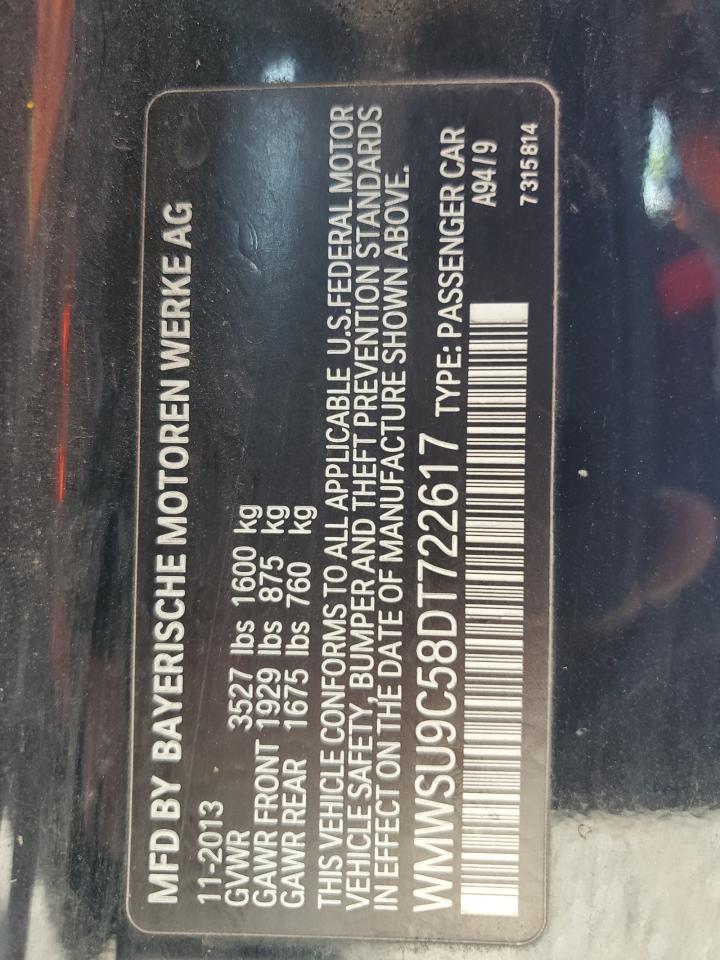 MFD BY BAYERISCHE MOTOREN WERKE AG
11-2013
GVWR 3527 lbs 1600 kg
GAWR FRONT 1929 lbs 875 kg
GAWR REAR 1675 lbs 760 kg
THIS VEHICLE CONFORMS TO ALL APPLICABLE U.S.FEDERAL MOTOR
VEHICLE SAFETY, BUMPER AND THEFT PREVENTION STANDARDS
IN EFFECT ON THE DATE OF MANUFACTURE SHOWN ABOVE.
WMWSU9C58DT722617 TYPE: PASSENGER CAR
A94/9
7 315 814